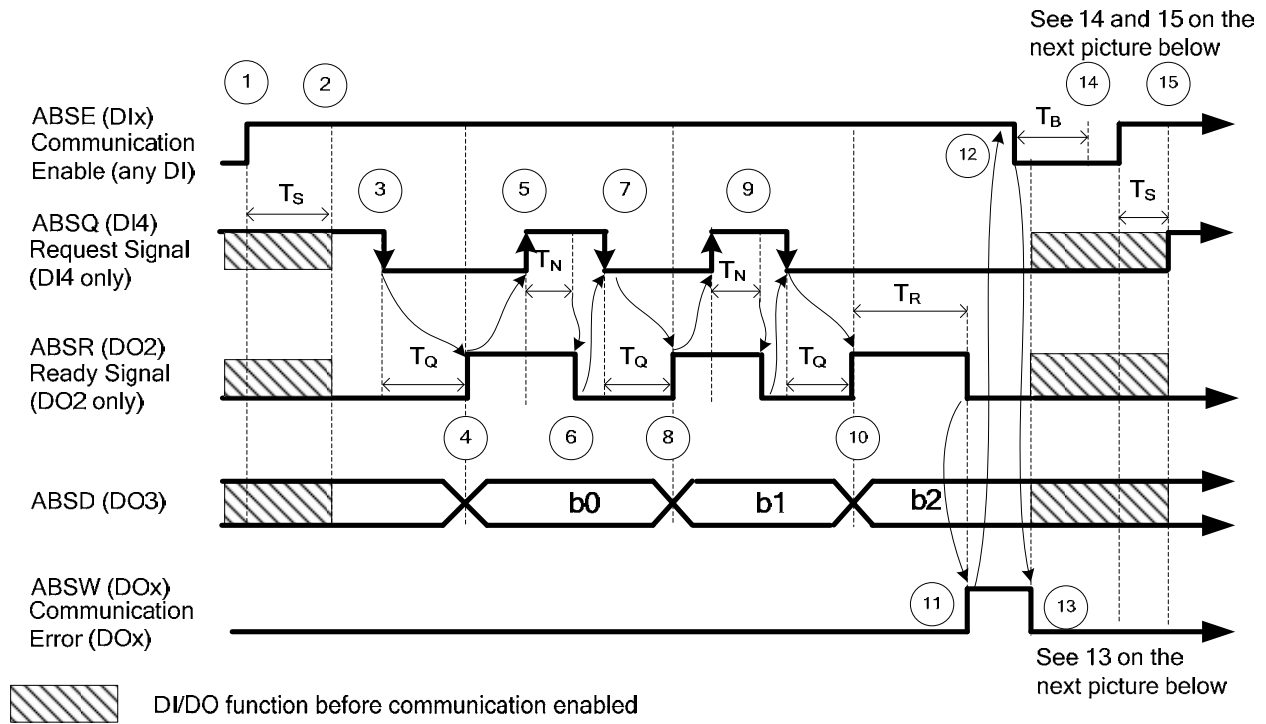 See 14 and 15 on the
next picture below
1
2
14
15
ABSE (DIx)
Communication
Enable (any DI)
TB
12
TS
3
5
7
9
TS
ABSQ (DI4)
Request Signal
(DI4 only)
TN
TN
TR
ABSR (DO2)
Ready Signal
(DO2 only)
TQ
TQ
TQ
4
6
8
10
ABSD (DO3)
b0
b1
b2
ABSW (DOx)
Communication
Error (DOx)
11
13
See 13 on the
next picture below
DI/DO function before communication enabled